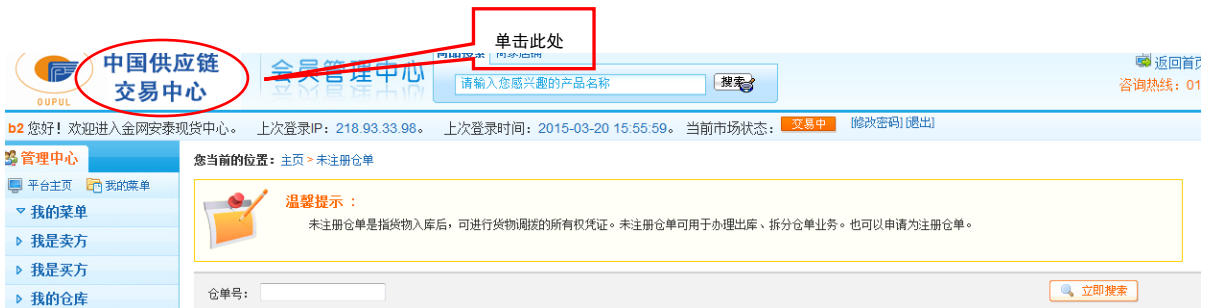 单击此处
中国供应链
交易中心
OUPUL
会员管理中心
商家店铺
请输入您感兴趣的产品名称
搜索
返回首页
咨询热线：01
b2 您好！欢迎进入金网安泰现货中心。 上次登录IP：218.93.33.98。 上次登录时间：2015-03-20 15:55:59。 当前市场状态： 交易中 [修改密码] [退出]
管理中心
您当前的位置：主页 > 未注册仓单
平台主页 我的菜单
我的菜单
我是卖方
我是买方
我的仓库
温馨提示 ：
未注册仓单是指货物入库后，可进行货物调拨的所有权凭证。未注册仓单可用于办理出库、拆分仓单业务。也可以申请为注册仓单。
仓单号：
立即搜索